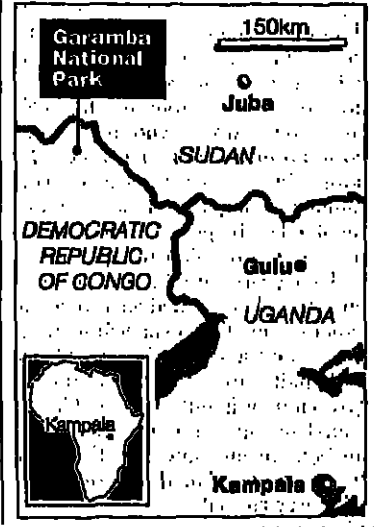 Garamba
National
Park
150km
Juba
SUDAN
DEMOCRATIC
REPUBLIC
OF CONGO
Gulu
UGANDA
Kampala
Kampala